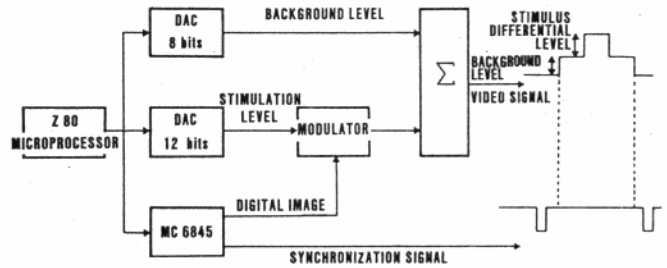 DAC
8 bits
BACKGROUND LEVEL
Σ
STIMULUS
DIFFERENTIAL
LEVEL
BACKGROUND
LEVEL
VIDEO SIGNAL
Z 80
MICROPROCESSOR
DAC
12 bits
STIMULATION
LEVEL
MODULATOR
DIGITAL IMAGE
MC 6845
SYNCHRONIZATION SIGNAL